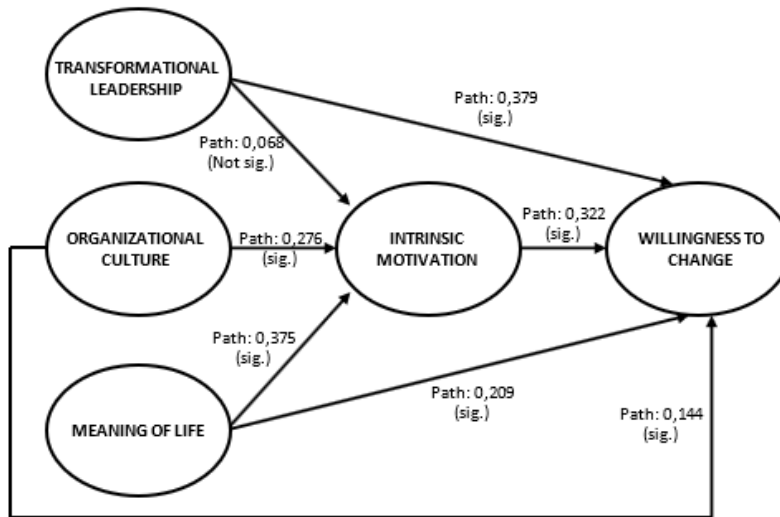 TRANSFORMATIONAL
LEADERSHIP
Path: 0,379
(sig.)
Path: 0,068
(Not sig.)
ORGANIZATIONAL
CULTURE
Path: 0,276
(sig.)
INTRINSIC
MOTIVATION
Path: 0,322
(sig.)
WILLINGNESS TO
CHANGE
Path: 0,375
(sig.)
Path: 0,209
(sig.)
Path: 0,144
(sig.)
MEANING OF LIFE